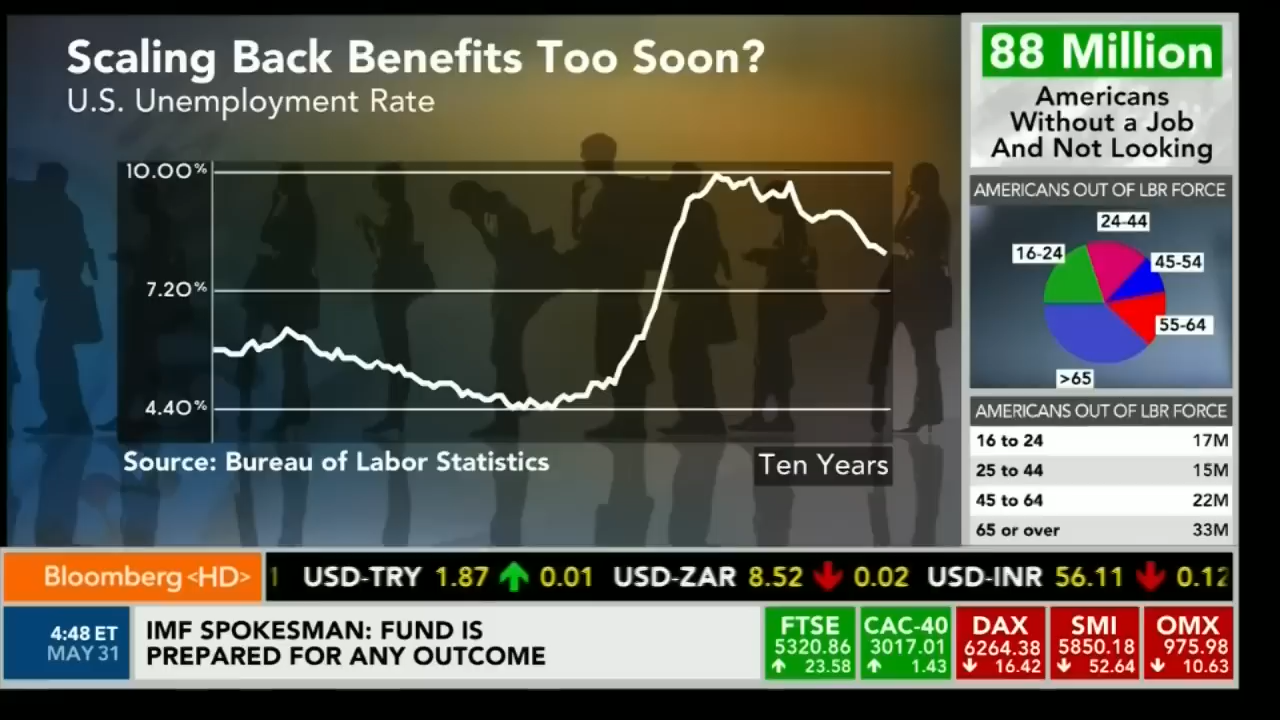 Scaling Back Benefits Too Soon?
U.S. Unemployment Rate
10.00%
7.20%
4.40%
Source: Bureau of Labor Statistics
Ten Years
88 Million
Americans
Without a Job
And Not Looking
AMERICANS OUT OF LBR FORCE
24-44
16-24
45-54
55-64
>65
AMERICANS OUT OF LBR FORCE
16 to 24 17M
25 to 44 15M
45 to 64 22M
65 or over 33M
Bloomberg <HD>
1 USD-TRY 1.87 0.01 USD-ZAR 8.52 0.02 USD-INR 56.11 0.12
4:48 ET
MAY 31
IMF SPOKESMAN: FUND IS
PREPARED FOR ANY OUTCOME
FTSE
5320.86
23.58
CAC-40
3017.01
1.43
DAX
6264.38
16.42
SMI
5850.18
52.64
OMX
975.98
10.63